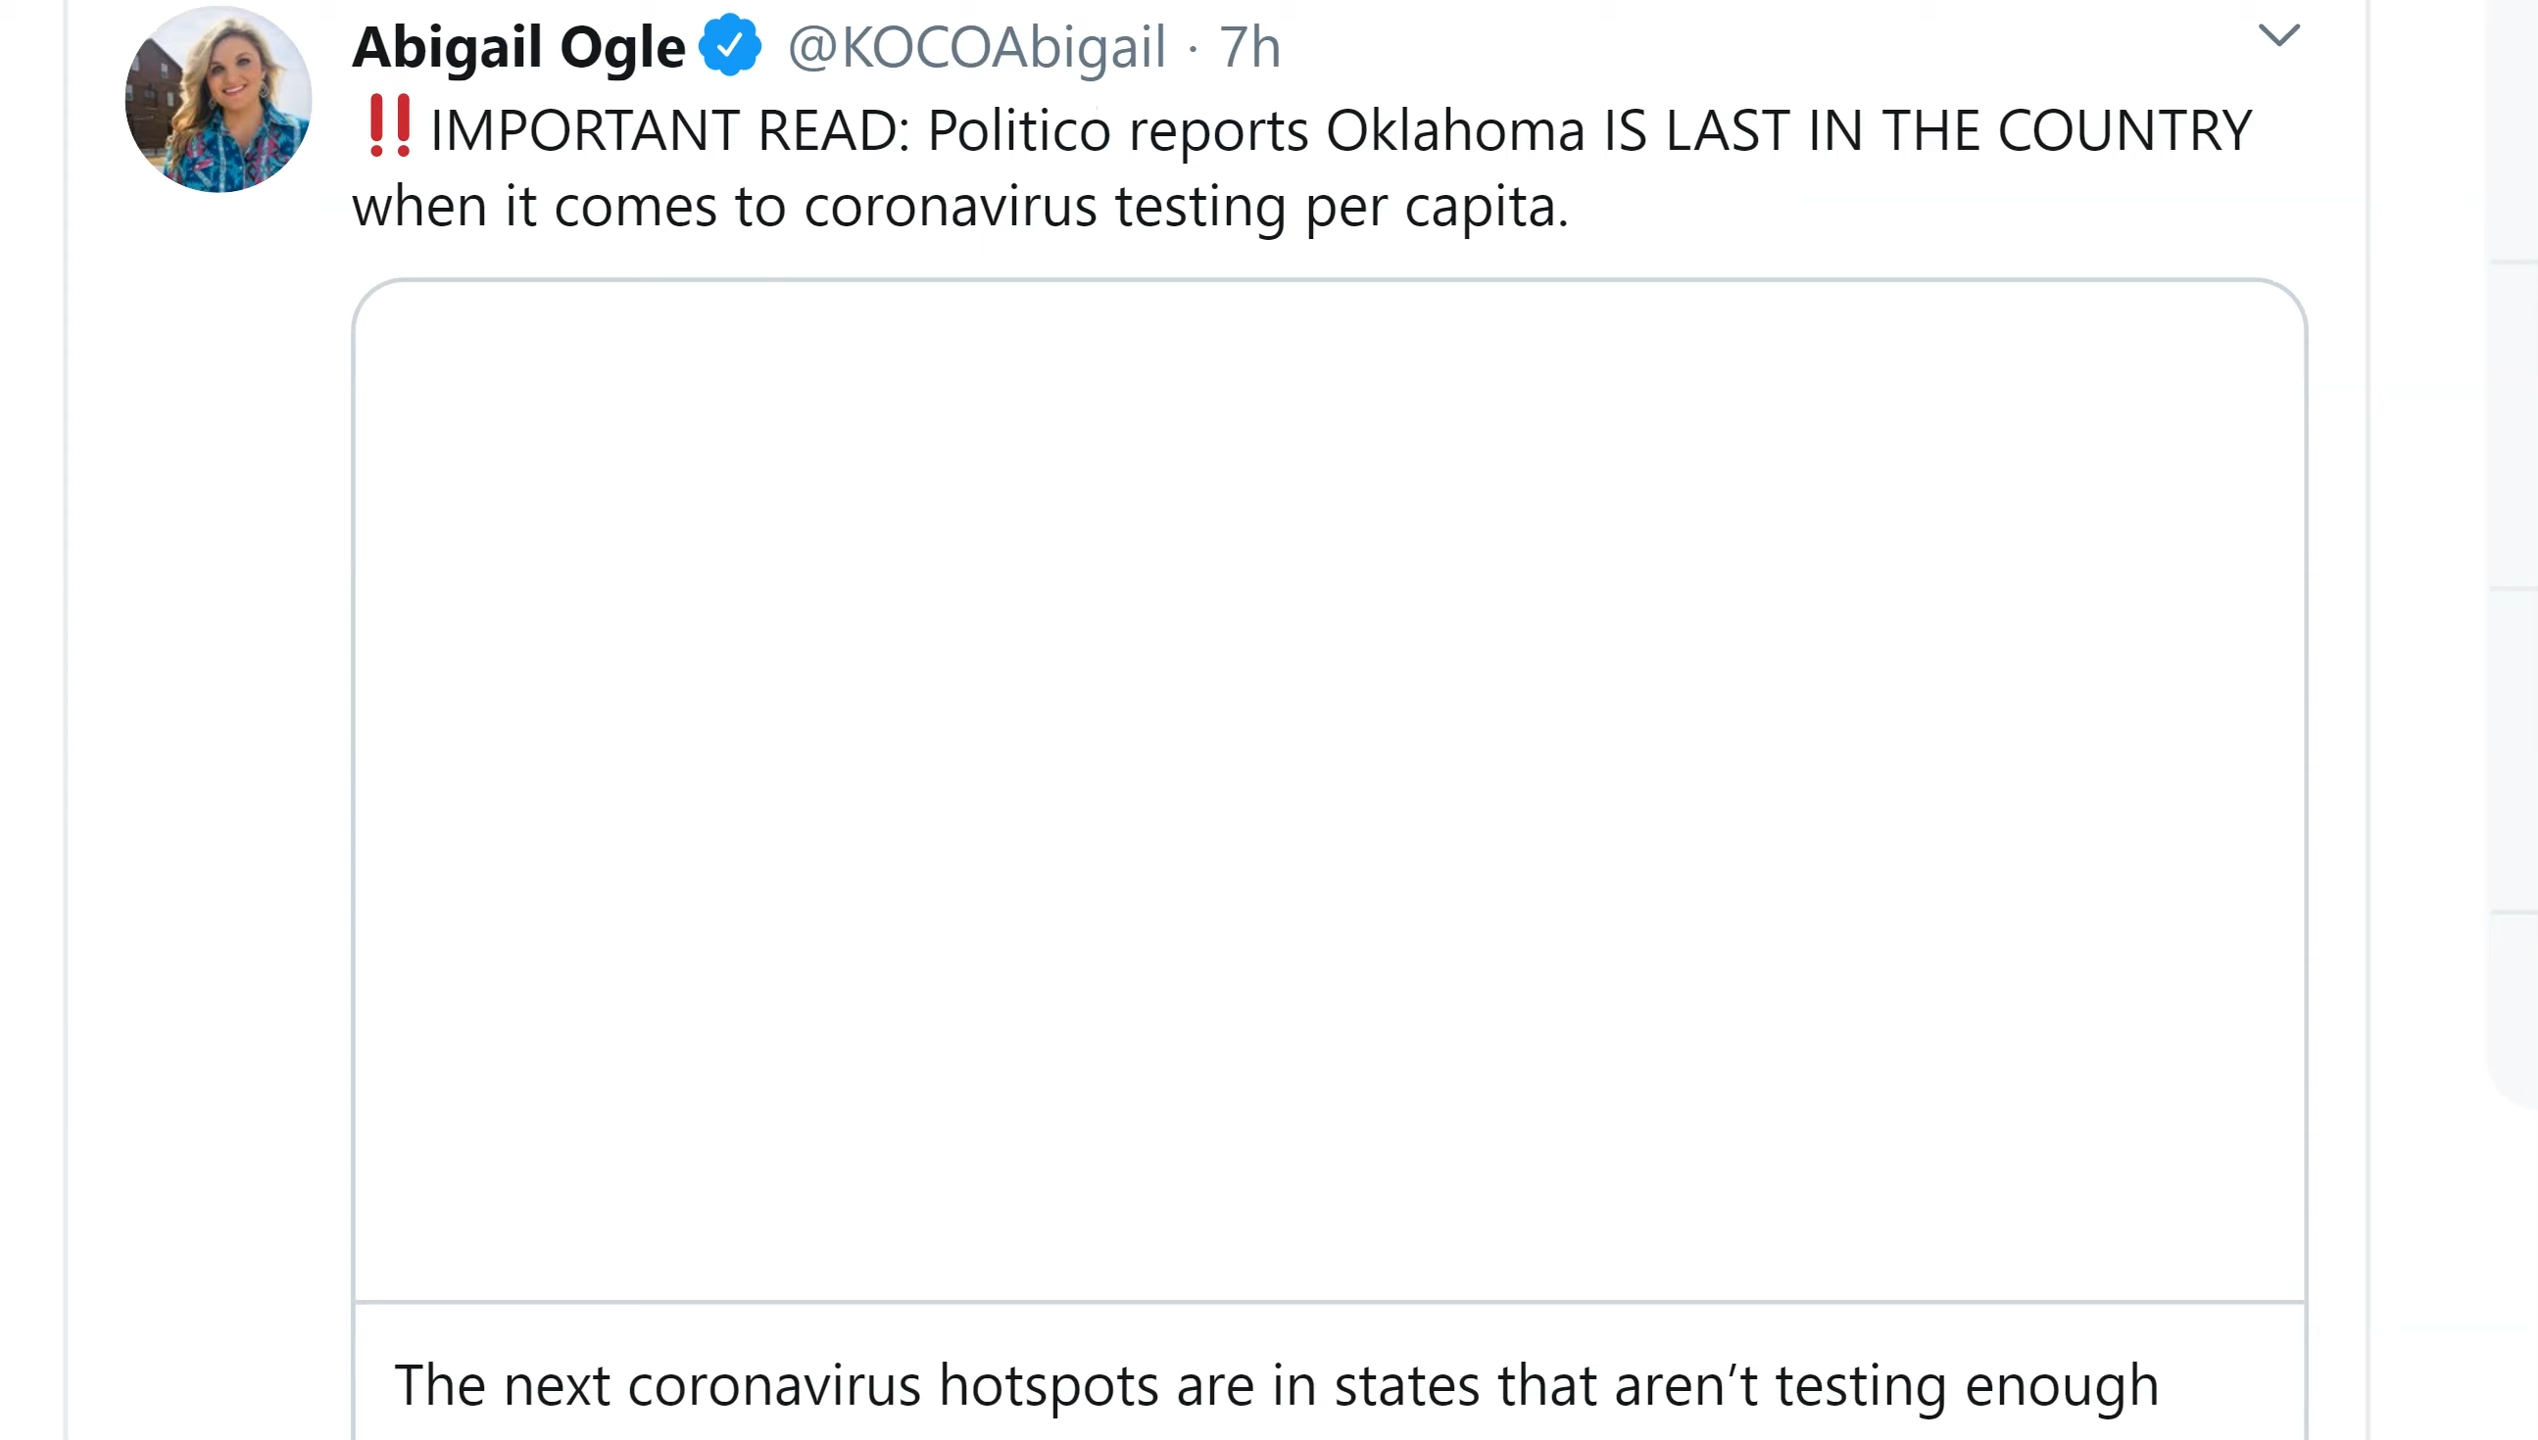 Abigail Ogle @KOCOAbigail · 7h
‼IMPORTANT READ: Politico reports Oklahoma IS LAST IN THE COUNTRY
when it comes to coronavirus testing per capita.
The next coronavirus hotspots are in states that aren’t testing enough